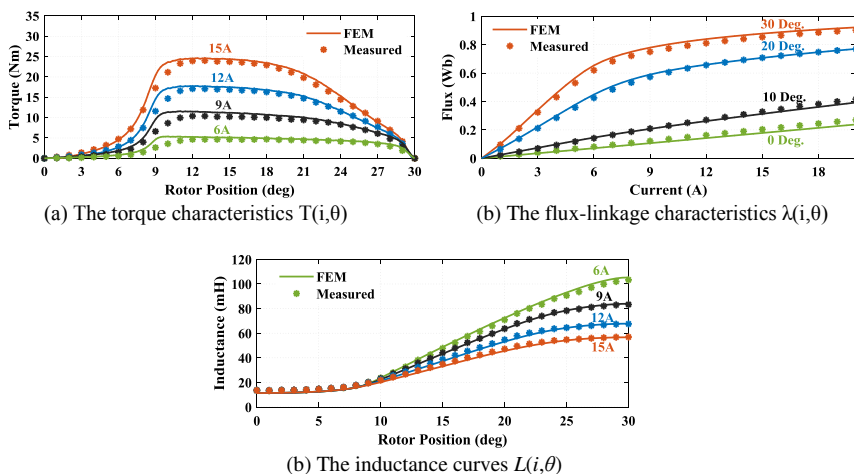 35
30
25
20
15
10
5
0
Torque (Nm)
FEM
Measured
15A
12A
9A
6A
0 3 6 9 12 15 18 21 24 27 30
Rotor Position (deg)
(a) The torque characteristics T(i,θ)
1
0.8
0.6
0.4
0.2
0
Flux (Wb)
FEM
Measured
30 Deg.
20 Deg.
10 Deg.
0 Deg.
0 3 6 9 12 15 18
Current (A)
(b) The flux-linkage characteristics λ(i,θ)
120
100
80
60
40
20
0
Inductance (mH)
FEM
Measured
6A
9A
12A
15A
0 5 10 15 20 25 30
Rotor Position (deg)
(b) The inductance curves L(i,θ)